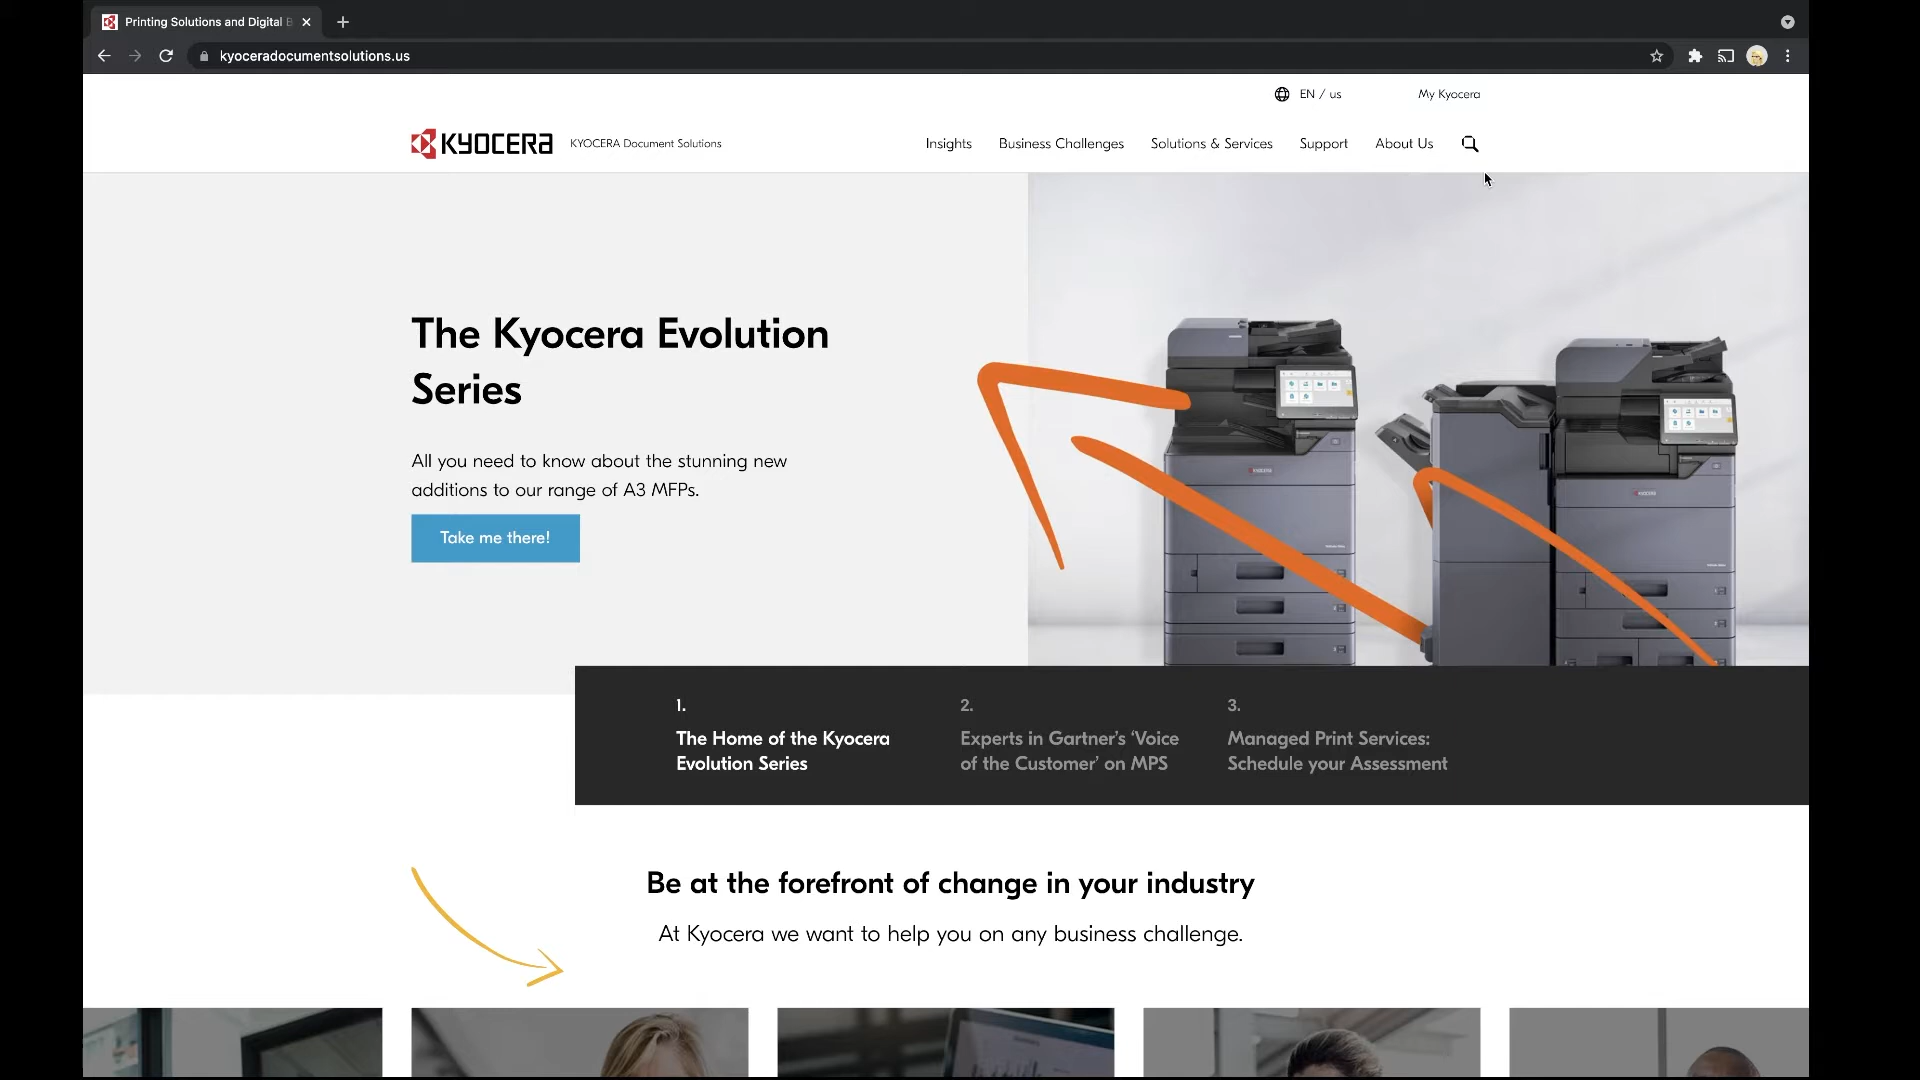 Printing Solutions and Digital B
kyoceradocumentsolutions.us
EN / us
My Kyocera
KYOCERA
KYOCERA Document Solutions
Insights
Business Challenges
Solutions & Services
Support
About Us
The Kyocera Evolution
Series
All you need to know about the stunning new
additions to our range of A3 MFPs.
Take me there!
1.
The Home of the Kyocera
Evolution Series
2.
Experts in Gartner's ‘Voice
of the Customer’ on MPS
3.
Managed Print Services:
Schedule your Assessment
Be at the forefront of change in your industry
At Kyocera we want to help you on any business challenge.